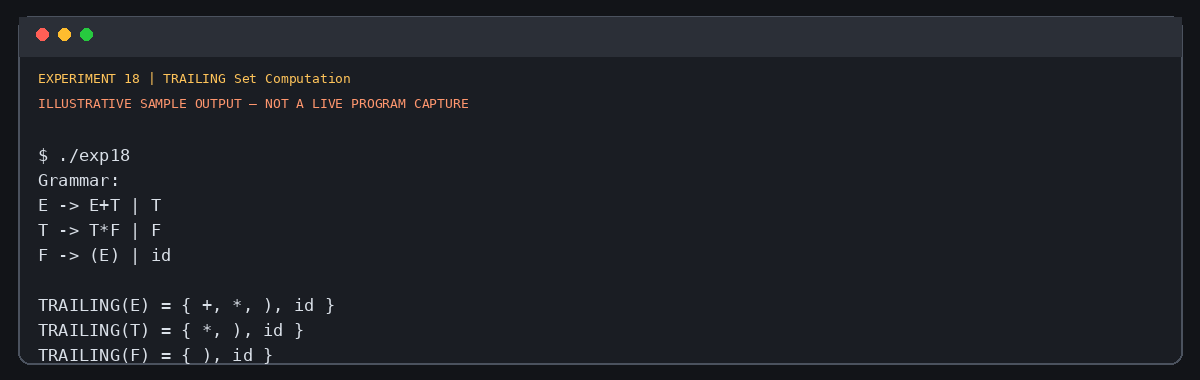 EXPERIMENT 18 | TRAILING Set Computation
ILLUSTRATIVE SAMPLE OUTPUT — NOT A LIVE PROGRAM CAPTURE
$ ./exp18
Grammar:
E -> E+T | T
T -> T*F | F
F -> (E) | id
TRAILING(E) = { +, *, ), id }
TRAILING(T) = { *, ), id }
TRAILING(F) = { ), id }